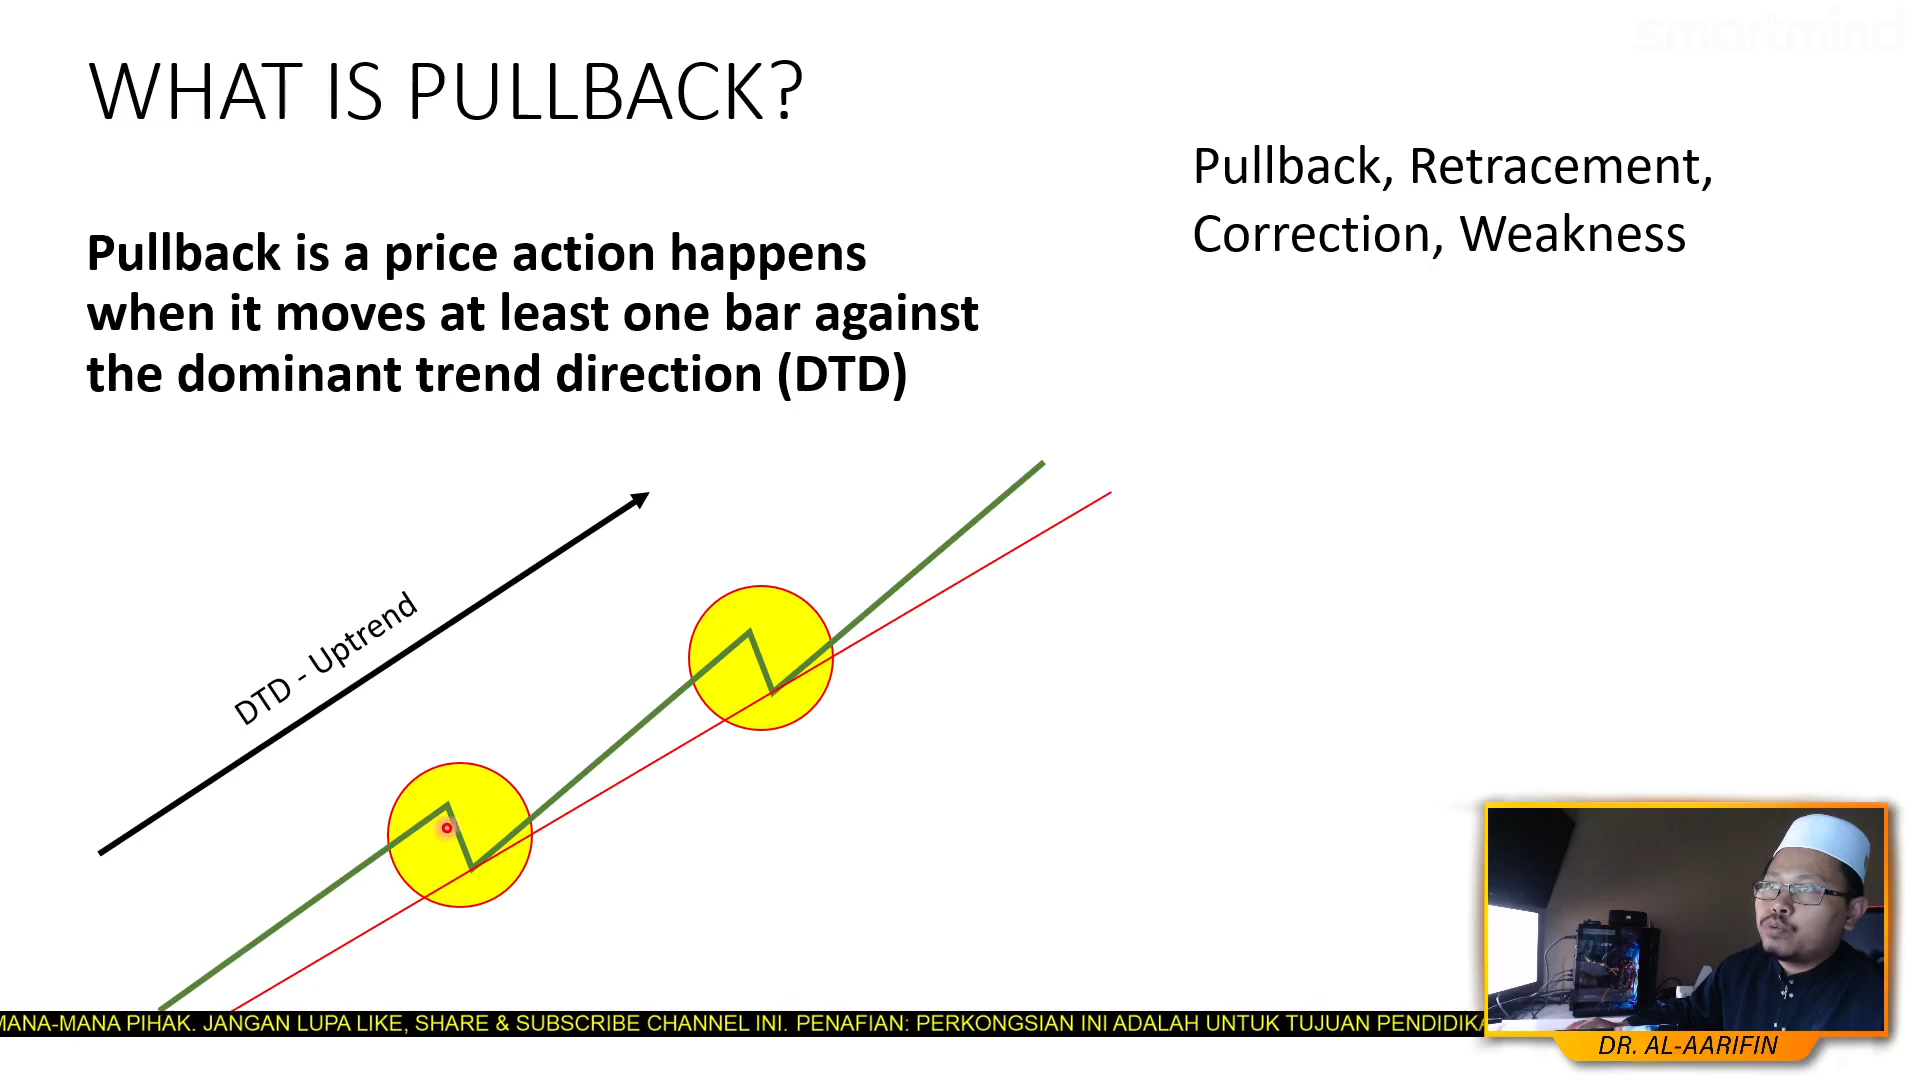 smartmind
WHAT IS PULLBACK?
Pullback, Retracement,
Correction, Weakness
Pullback is a price action happens
when it moves at least one bar against
the dominant trend direction (DTD)
DTD - Uptrend
MANA-MANA PIHAK. JANGAN LUPA LIKE, SHARE & SUBSCRIBE CHANNEL INI. PENAFIAN: PERKONGSIAN INI ADALAH UNTUK TUJUAN PENDIDIKA
DR. AL-AARIFIN